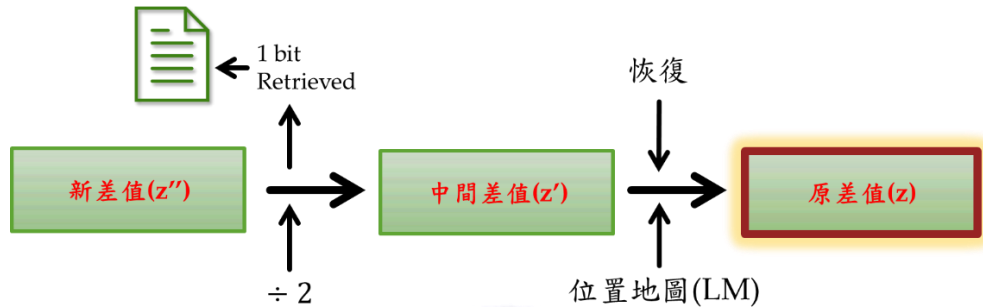 1 bit
Retrieved
恢復
新差值(z'')
中間差值(z')
原差值(z)
÷ 2
位置地圖(LM)